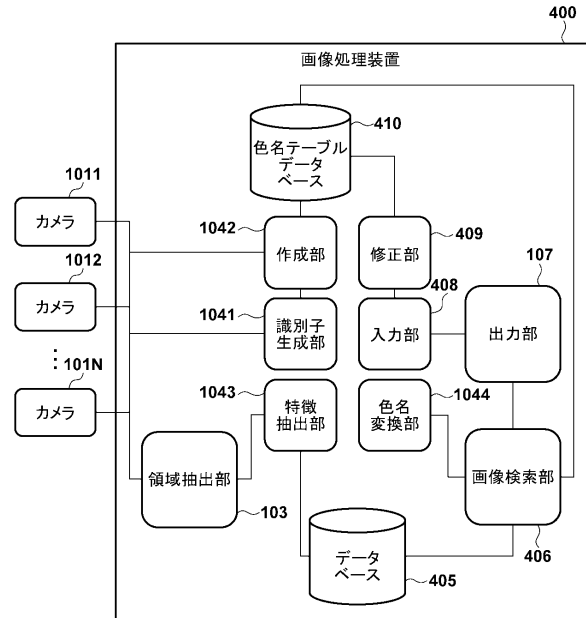 400
画像処理装置
410
色名テーブル
データ
ベース
1011
カメラ
1042
作成部
修正部
409
1012
カメラ
1041
識別子
生成部
入力部
408
107
出力部
⋮
101N
カメラ
1043
特徴
抽出部
色名
変換部
1044
領域抽出部
103
画像検索部
406
データ
ベース
405